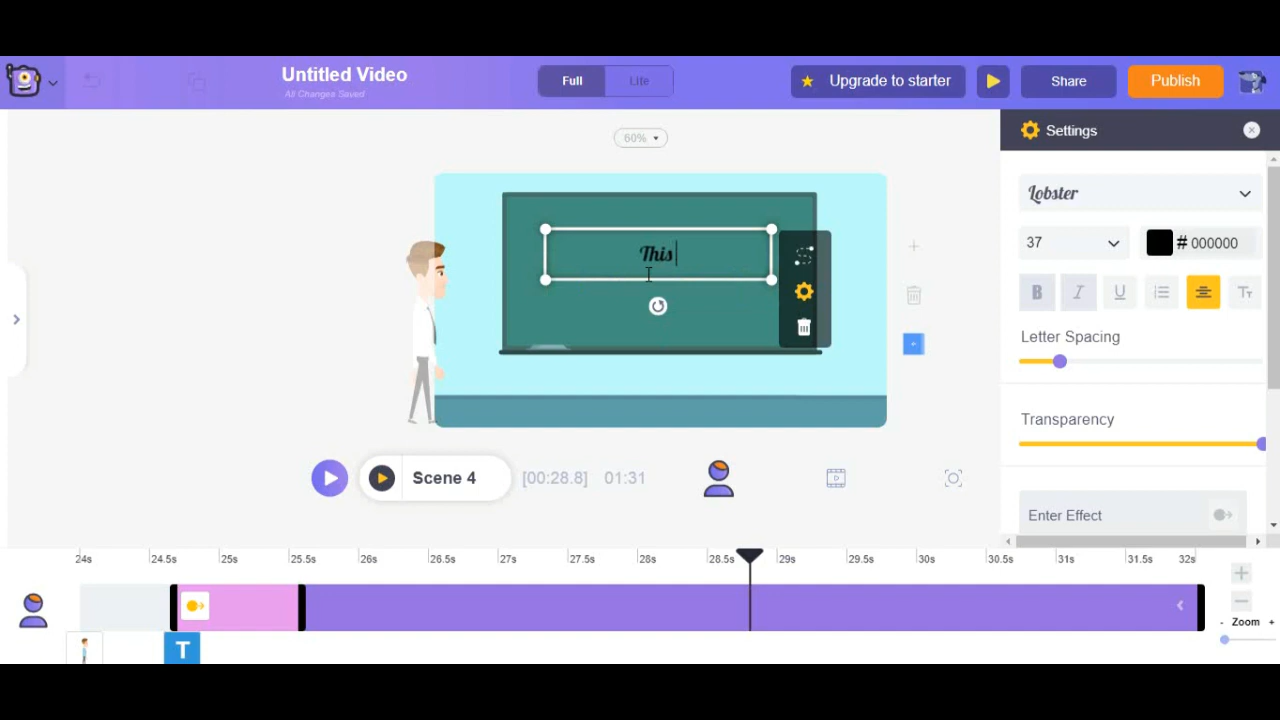 Untitled Video
All Changes Saved
Full
Life
Upgrade to starter
Share
Publish
60%
Settings
Lobster
37
# 000000
B I U Tт
Letter Spacing
Transparency
Enter Effect
This
Scene 4
[00:28.8] 01:31
24s 24.5s 25s 25.5s 26s 26.5s 27s 27.5s 28s 28.5s 29s 29.5s 30s 30.5s 31s 31.5s 32s
T
- Zoom +